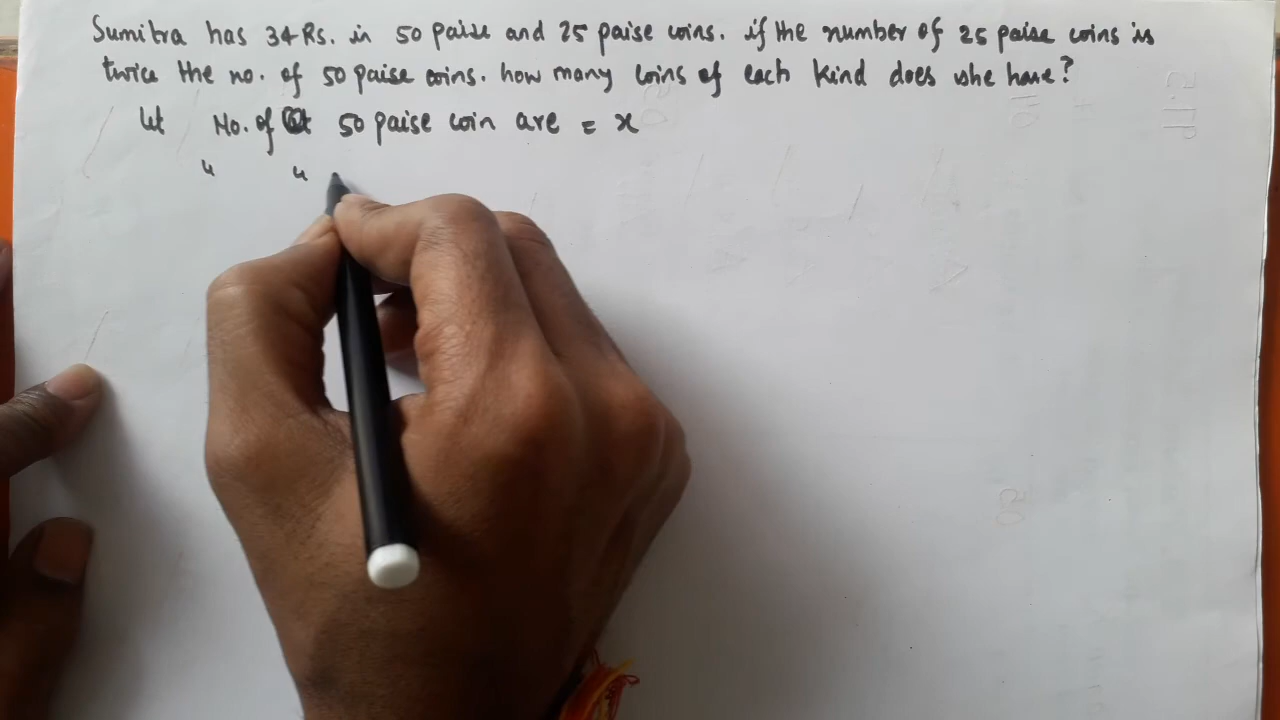 Sumitra has 34 Rs. in 50 paise and 25 paise coins. if the number of 25 paise coins is
twice the no. of 50 paise coins. how many coins of each kind does she have?
Let No. of 50 paise coin are = x
" "